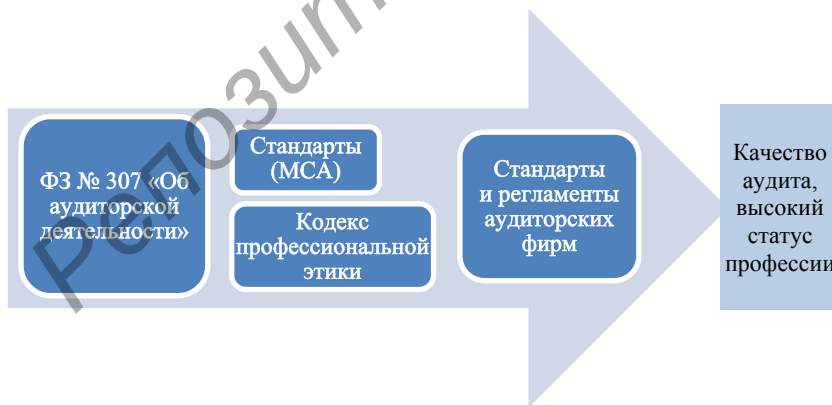 ФЗ № 307 «Об
аудиторской
деятельности»
Стандарты
(МСА)
Кодекс
профессиональной
этики
Стандарты
и регламенты
аудиторских
фирм
Качество
аудита,
высокий
статус
профессии